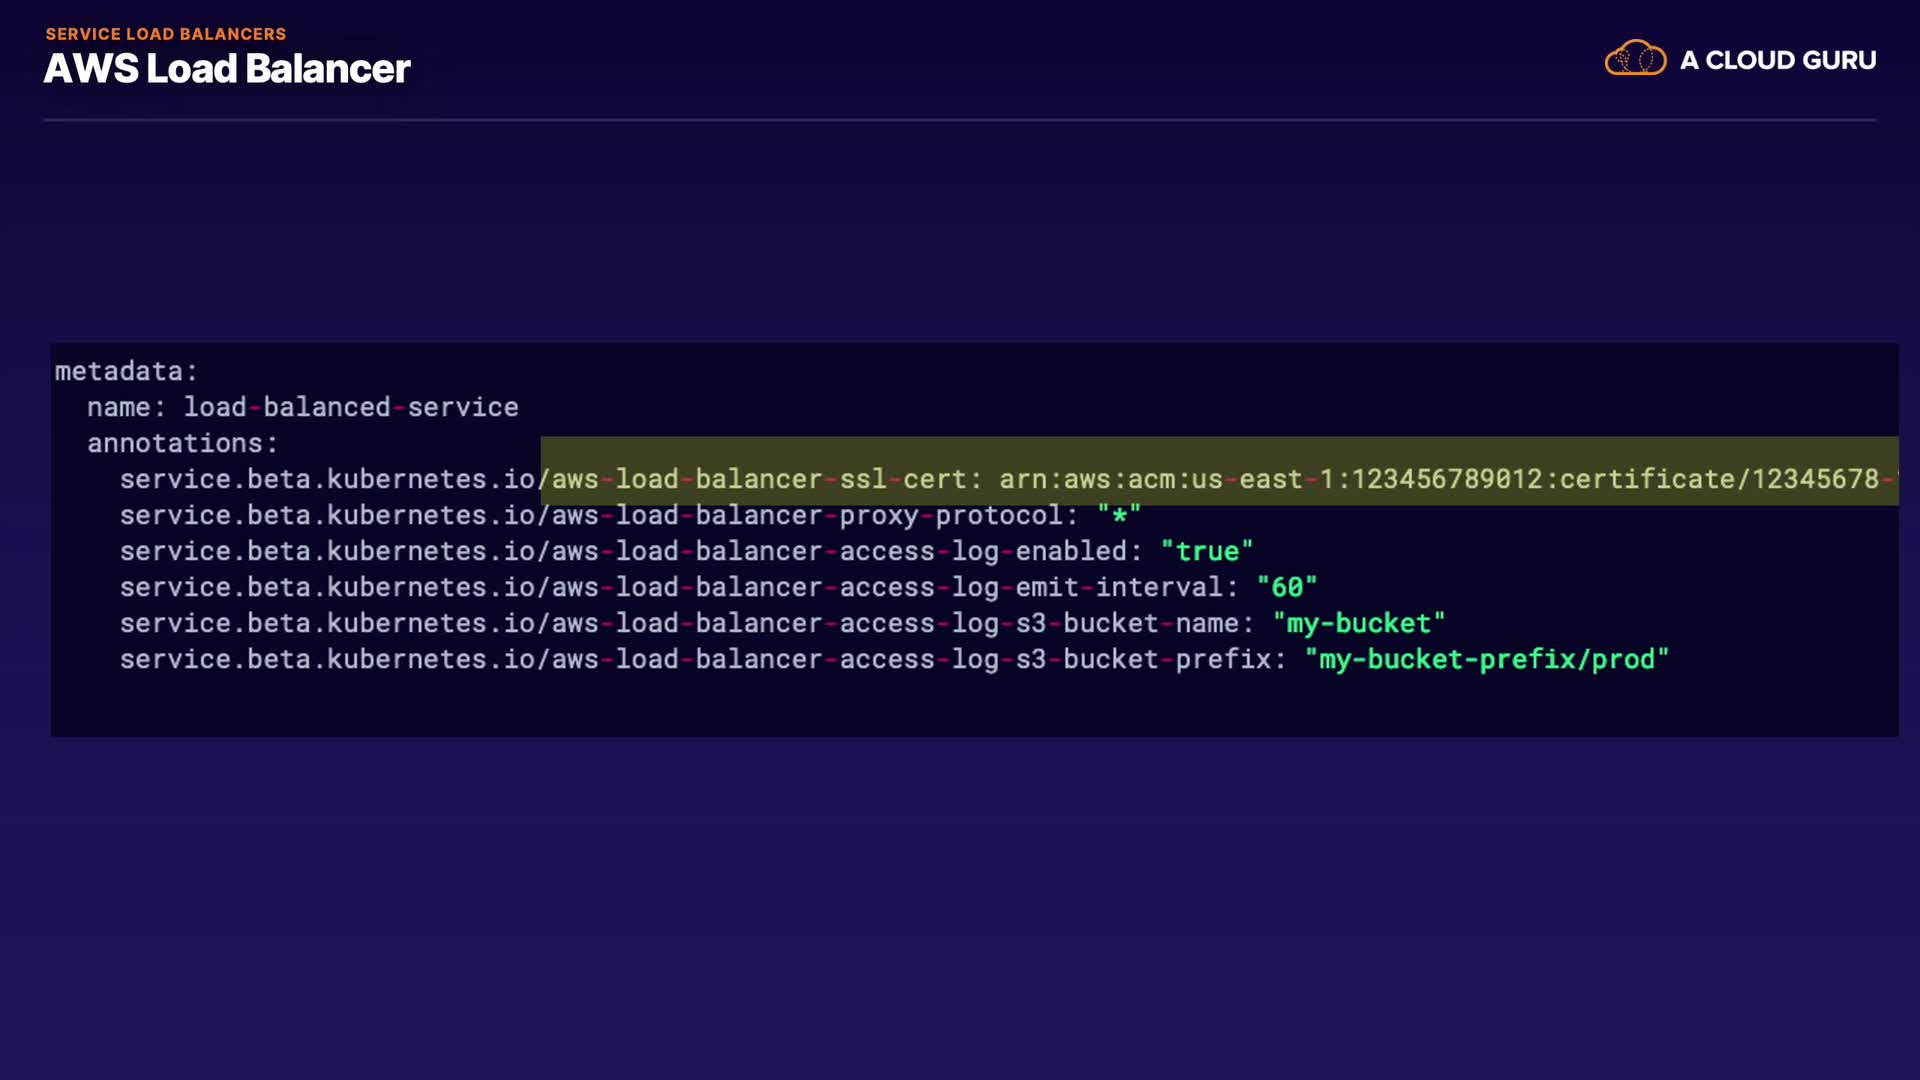 SERVICE LOAD BALANCERS
AWS Load Balancer
A CLOUD GURU
metadata:
  name: load-balanced-service
  annotations:
    service.beta.kubernetes.io/aws-load-balancer-ssl-cert: arn:aws:acm:us-east-1:123456789012:certificate/12345678-
    service.beta.kubernetes.io/aws-load-balancer-proxy-protocol: "*"
    service.beta.kubernetes.io/aws-load-balancer-access-log-enabled: "true"
    service.beta.kubernetes.io/aws-load-balancer-access-log-emit-interval: "60"
    service.beta.kubernetes.io/aws-load-balancer-access-log-s3-bucket-name: "my-bucket"
    service.beta.kubernetes.io/aws-load-balancer-access-log-s3-bucket-prefix: "my-bucket-prefix/prod"